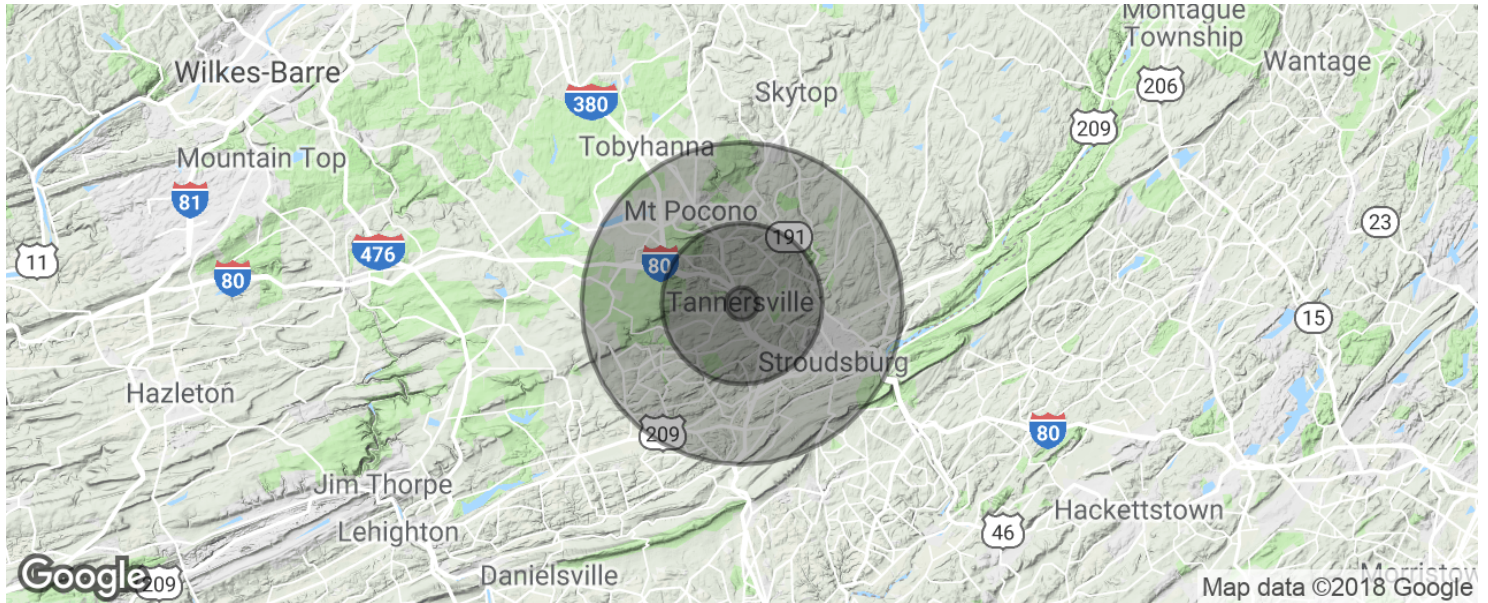 Montague
Township
Wantage
Wilkes-Barre
206
Skytop
380
209
Tobyhanna
Mountain Top
81
Mt Pocono
23
191
11
476
80
80
Tannersville
15
Stroudsburg
Hazleton
209
80
Jim Thorpe
Hackettstown
Lehighton
46
Danielsville
Google
209
Morristow
Map data ©2018 Google